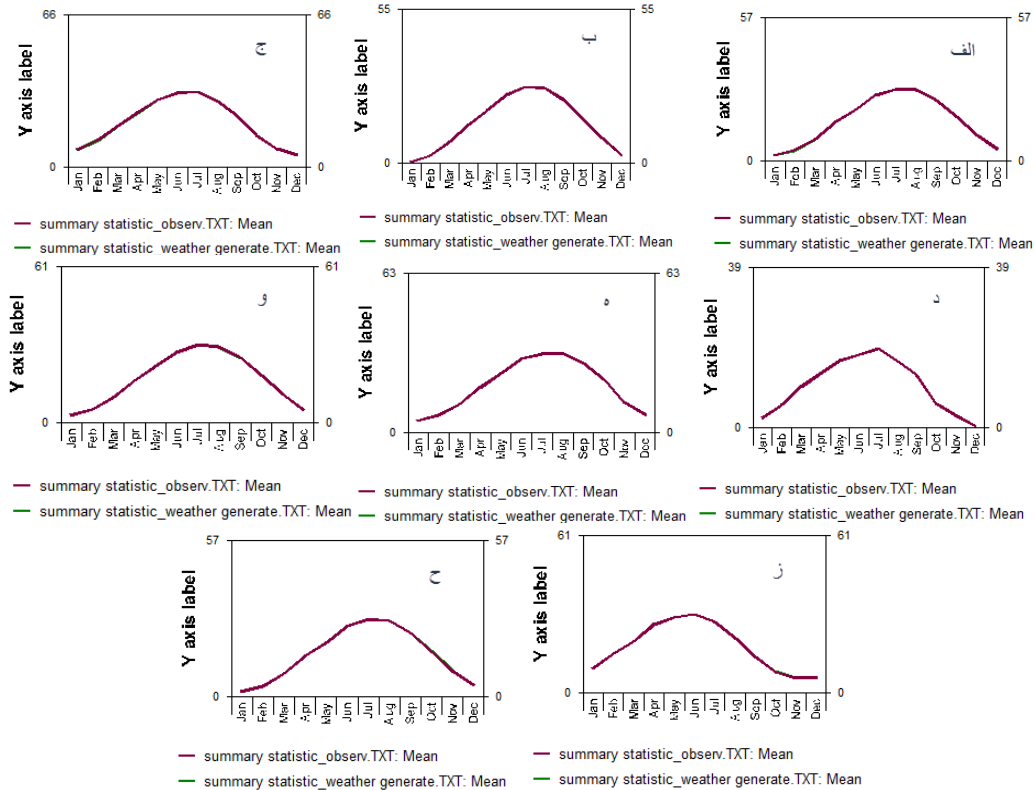 66
66
ج
Y axis label
0
0
Jan Feb Mar Apr May Jun Jul Aug Sep Oct Nov Dec
summary statistic_observ.TXT: Mean
summary statistic_weather generate.TXT: Mean
55
55
ب
Y axis label
0
0
Jan Feb Mar Apr May Jun Jul Aug Sep Oct Nov Dec
summary statistic_observ.TXT: Mean
summary statistic_weather generate.TXT: Mean
57
57
الف
Y axis label
0
0
Jan Feb Mar Apr May Jun Jul Aug Sep Oct Nov Dec
summary statistic_observ.TXT: Mean
summary statistic_weather generate.TXT: Mean
61
61
و
Y axis label
0
0
Jan Feb Mar Apr May Jun Jul Aug Sep Oct Nov Dec
summary statistic_observ.TXT: Mean
summary statistic_weather generate.TXT: Mean
63
63
ه
Y axis label
0
0
Jan Feb Mar Apr May Jun Jul Aug Sep Oct Nov Dec
summary statistic_observ.TXT: Mean
summary statistic_weather generate.TXT: Mean
39
39
د
Y axis label
0
0
Jan Feb Mar Apr May Jun Jul Aug Sep Oct Nov Dec
summary statistic_observ.TXT: Mean
summary statistic_weather generate.TXT: Mean
57
57
ح
Y axis label
0
0
Jan Feb Mar Apr May Jun Jul Aug Sep Oct Nov Dec
summary statistic_observ.TXT: Mean
summary statistic_weather generate.TXT: Mean
61
61
ز
Y axis label
0
0
Jan Feb Mar Apr May Jun Jul Aug Sep Oct Nov Dec
summary statistic_observ.TXT: Mean
summary statistic_weather generate.TXT: Mean